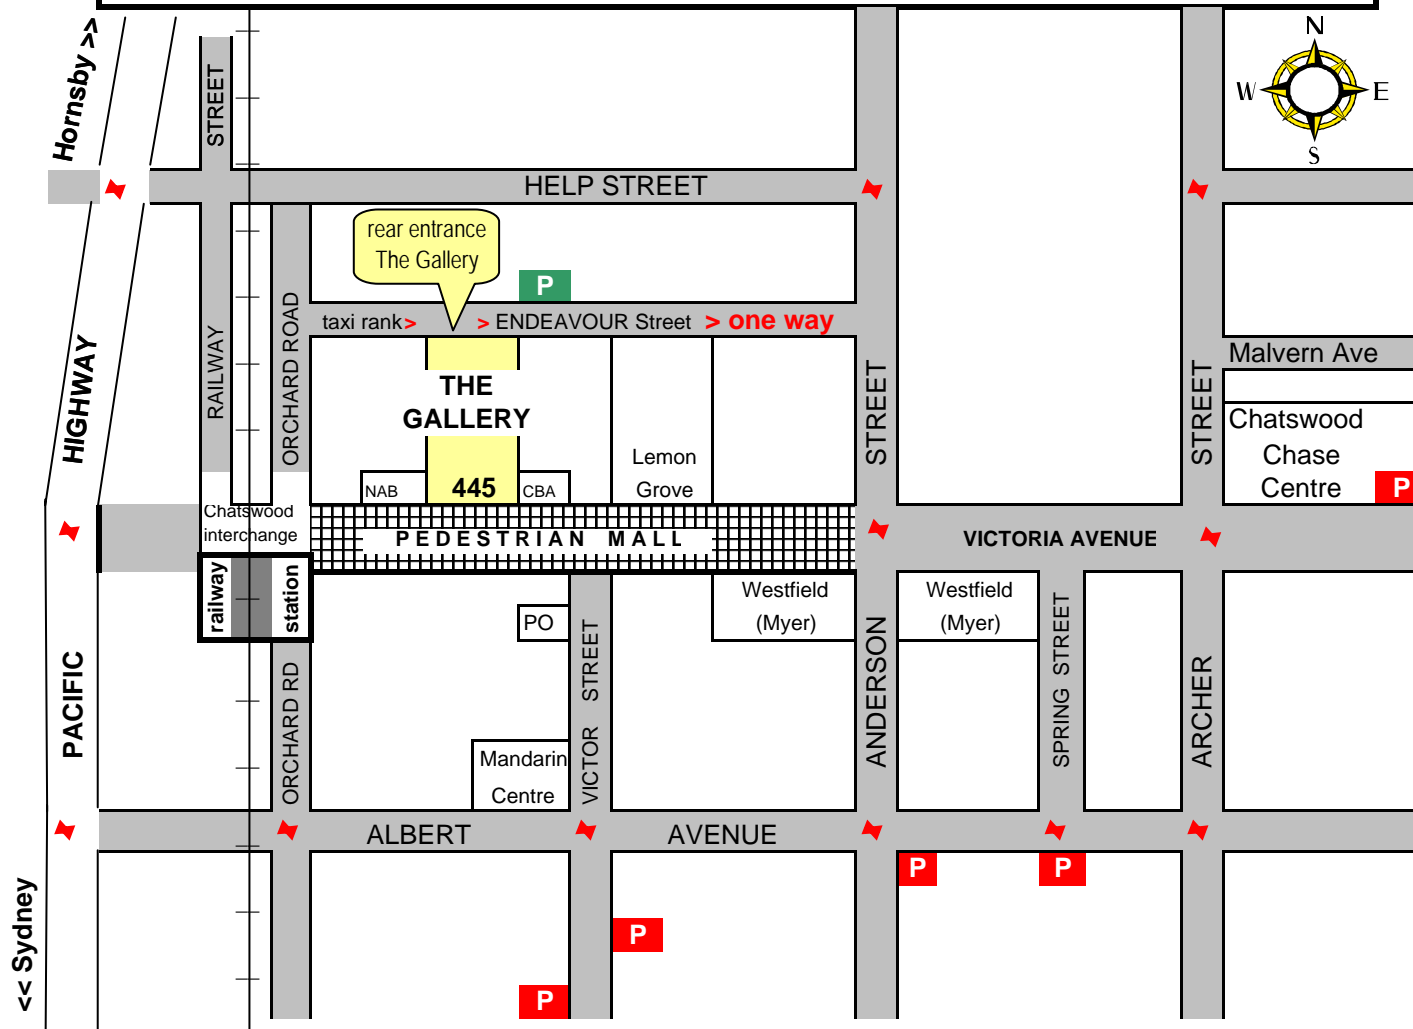 Hornsby >>
STREET
N
W E
S
HELP STREET
rear entrance
The Gallery
P
taxi rank>
> ENDEAVOUR Street > one way
RAILWAY
ORCHARD ROAD
HIGHWAY
THE
GALLERY
STREET
STREET
Malvern Ave
Chatswood
Chase
Centre
P
Lemon
Grove
NAB
445
CBA
Chatswood
interchange
PEDESTRIAN MALL
VICTORIA AVENUE
railway
station
PO
Westfield
(Myer)
Westfield
(Myer)
VICTOR STREET
ANDERSON
SPRING STREET
ARCHER
PACIFIC
ORCHARD RD
Mandarin
Centre
ALBERT AVENUE
P
P
P
P
<< Sydney